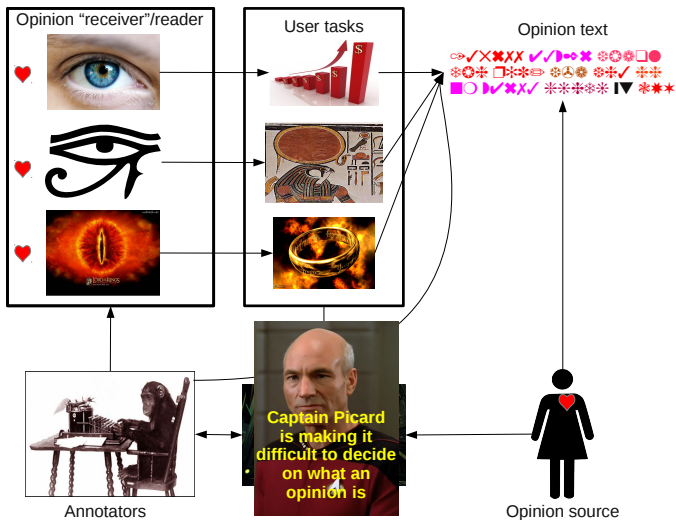 Opinion “receiver”/reader
User tasks
Opinion text
$
$
Annotators
Captain Picard
is making it
difficult to decide
on what an
opinion is
Opinion source